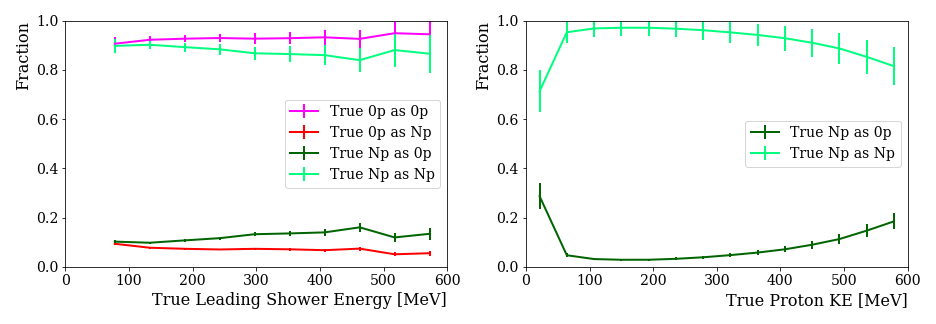 Fraction
1.0
0.8
0.6
0.4
0.2
0.0
True 0p as 0p
True 0p as Np
True Np as 0p
True Np as Np
0 100 200 300 400 500 600
True Leading Shower Energy [MeV]
Fraction
1.0
0.8
0.6
0.4
0.2
0.0
True Np as 0p
True Np as Np
0 100 200 300 400 500 600
True Proton KE [MeV]